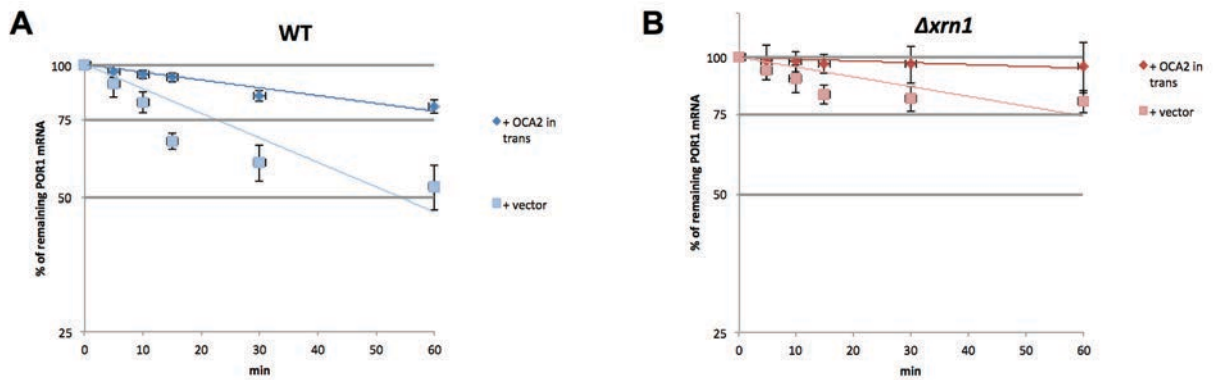 A
WT
% of remaining POR1 mRNA
100
75
50
25
0
10
20
30
40
50
60
min
+ OCA2 in
trans
+ vector
B
Δxrn1
% of remaining POR1 mRNA
100
75
50
25
0
10
20
30
40
50
60
min
+ OCA2 in
trans
+ vector